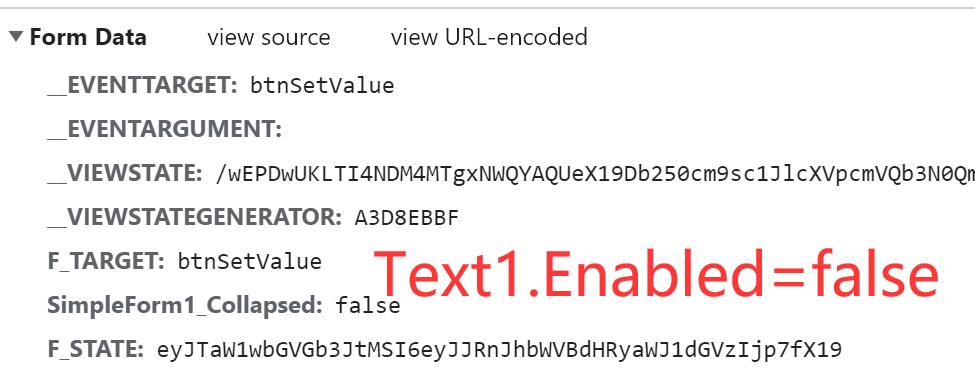 Form Data view source view URL-encoded
__EVENTTARGET: btnSetValue
__EVENTARGUMENT:
__VIEWSTATE: /wEPDwUKLTI4NDM4MTgxNWQYAQUeX19Db250cm9sc1JlcXVpcmVQb3N0Qm
__VIEWSTATEGENERATOR: A3D8EBBF
F_TARGET: btnSetValue
Text1.Enabled=false
SimpleForm1_Collapsed: false
F_STATE: eyJTaW1wbGVGb3JtMSI6eyJJRnJhbWVBdHRyaWJ1dGVzIjp7fX19